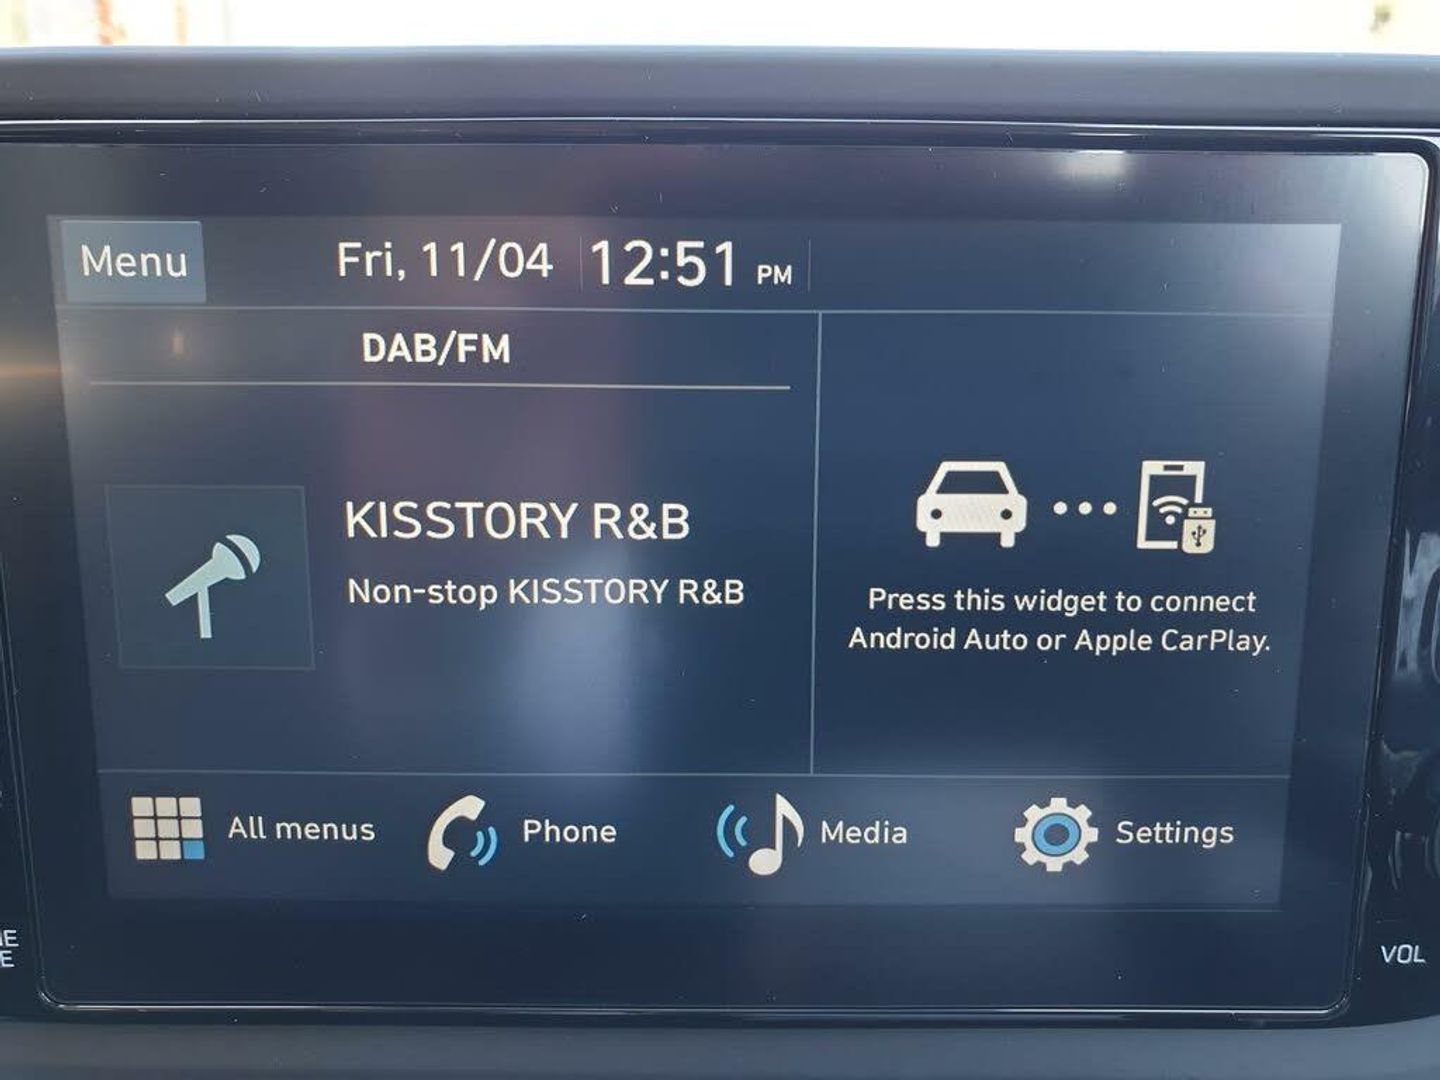 Menu
Fri, 11/04
12:51 PM
DAB/FM
KISSTORY R&B
Non-stop KISSTORY R&B
Press this widget to connect
Android Auto or Apple CarPlay.
All menus
Phone
Media
Settings
VOL